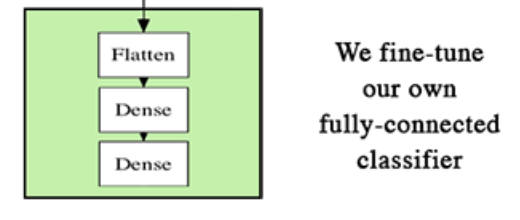 Flatten
Dense
Dense
We fine-tune
our own
fully-connected
classifier